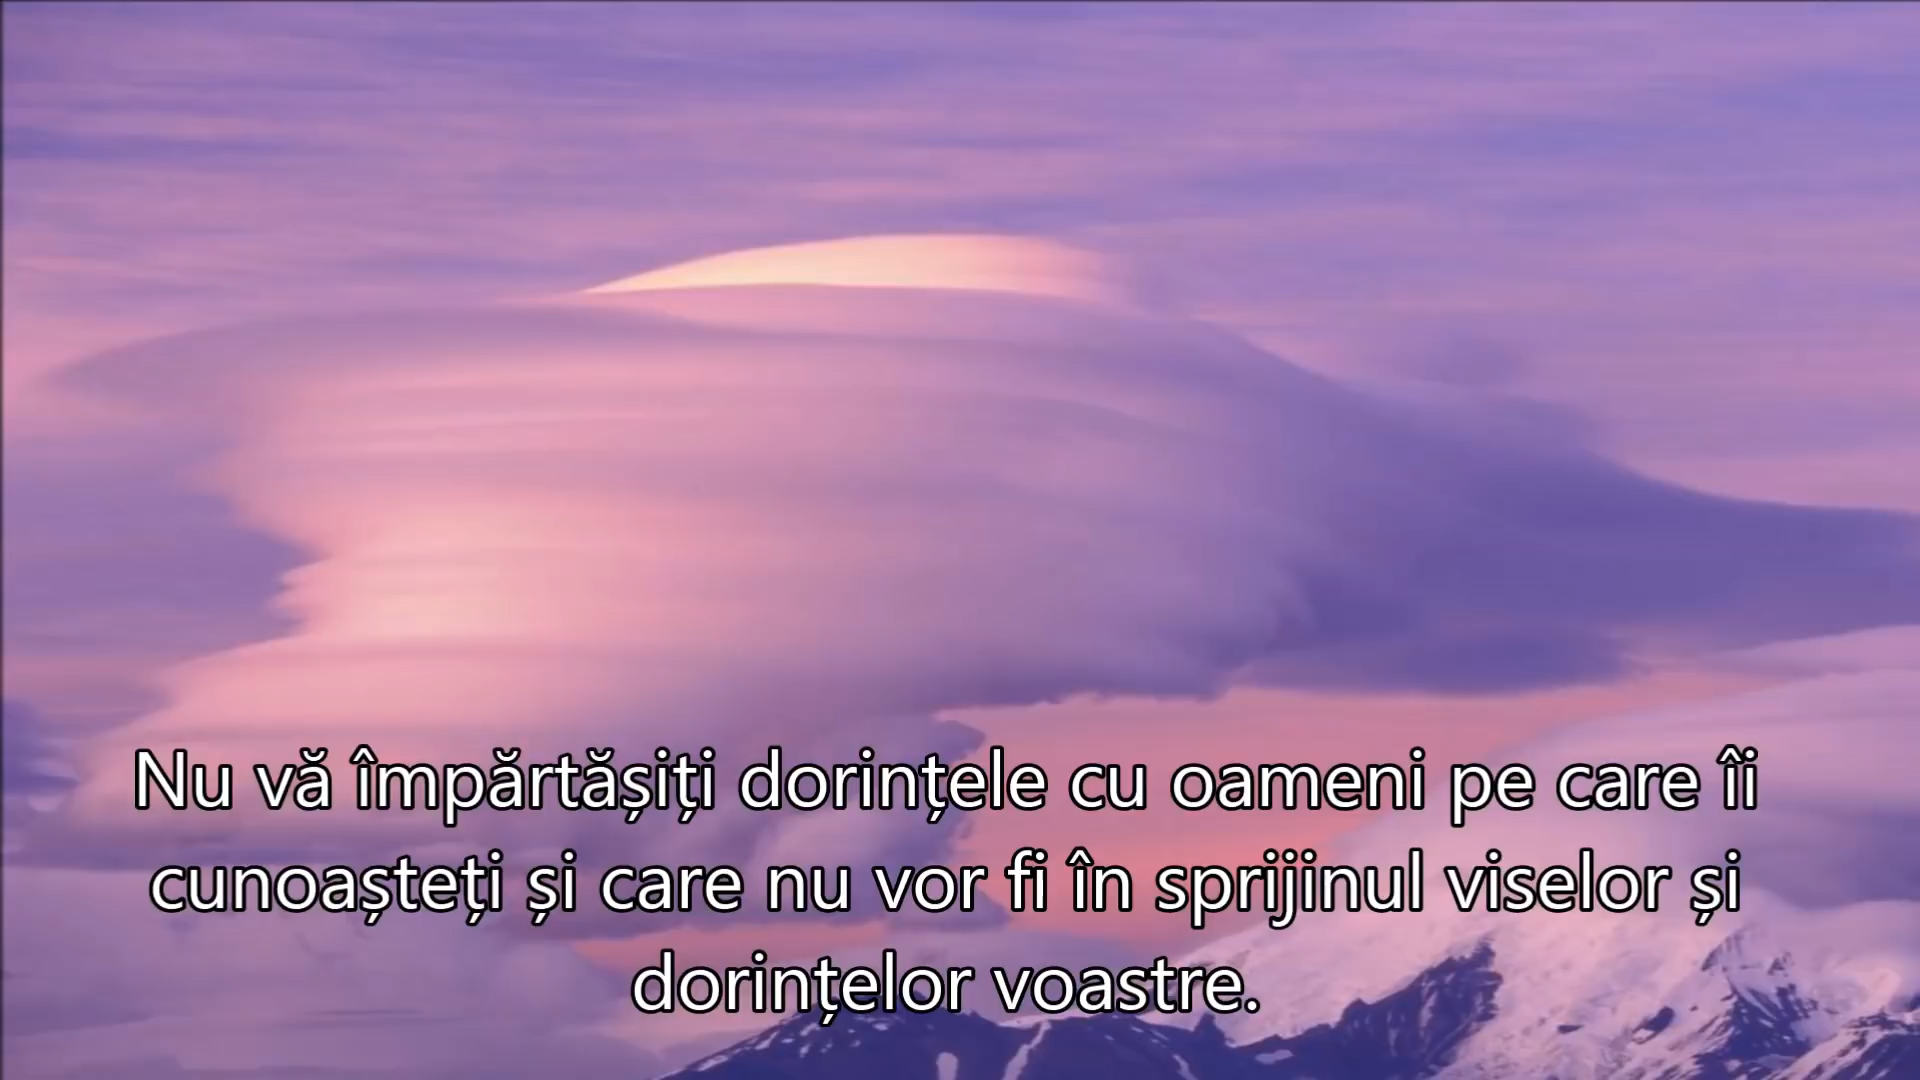 Nu vă împărtășiți dorințele cu oameni pe care îi
cunoașteți și care nu vor fi în sprijinul viselor și
dorințelor voastre.